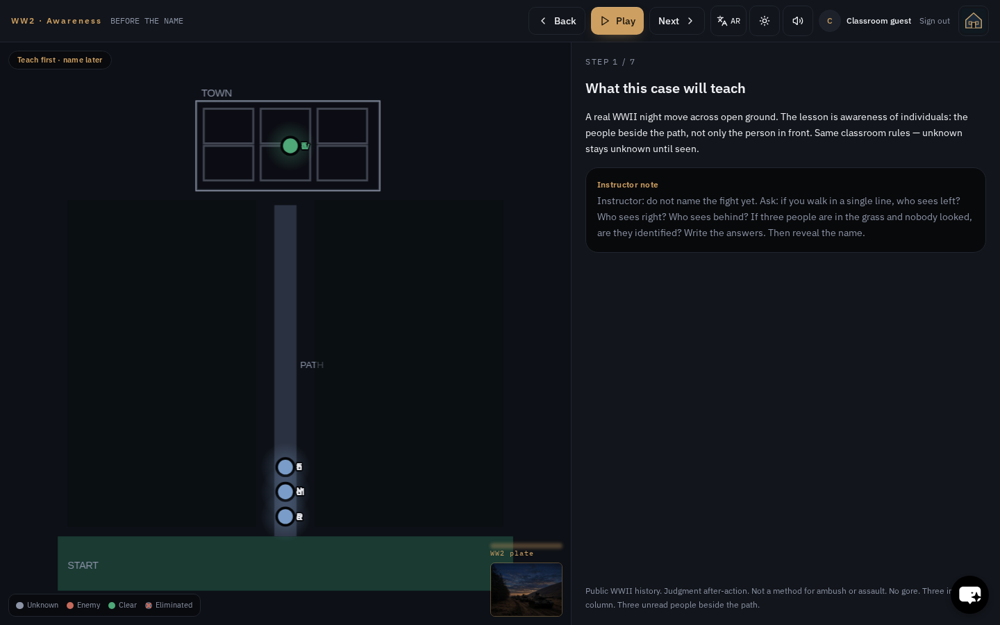 WW2 · Awareness BEFORE THE NAME
Back
Play
Next
AR
C
Classroom guest
Sign out
Teach first · name later
TOWN
PATH
START
Unknown
Enemy
Clear
Eliminated
WW2 plate
STEP 1 / 7
What this case will teach
A real WWII night move across open ground. The lesson is awareness of individuals: the
people beside the path, not only the person in front. Same classroom rules — unknown
stays unknown until seen.
Instructor note
Instructor: do not name the fight yet. Ask: if you walk in a single line, who sees left?
Who sees right? Who sees behind? If three people are in the grass and nobody looked,
are they identified? Write the answers. Then reveal the name.
Public WWII history. Judgment after-action. Not a method for ambush or assault. No gore. Three
column. Three unread people beside the path.